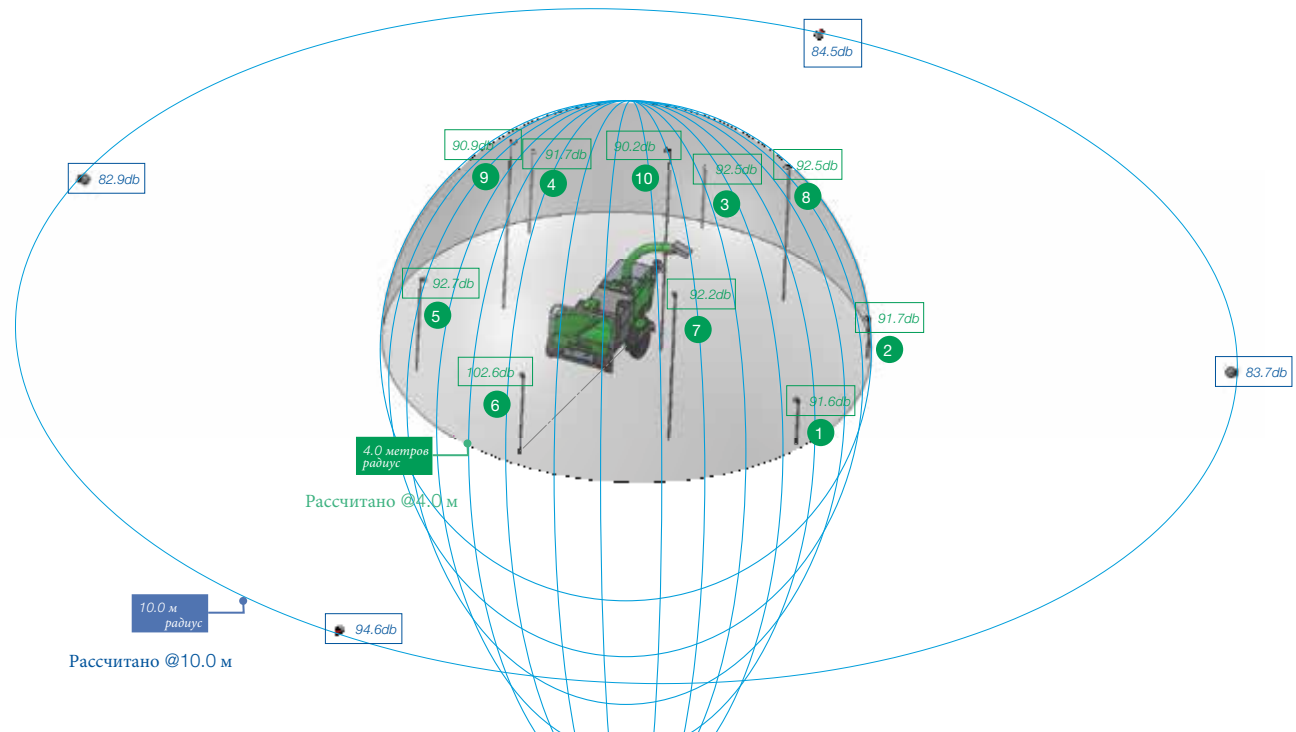 84.5db
90.9db
91.7db
90.2db
92.5db
92.5db
9
4
10
3
8
82.9db
92.7db
92.2db
91.7db
5
7
2
102.6db
83.7db
6
91.6db
1
4.0 метров
радиус
Рассчитано @4.0 м
10.0 м
радиус
94.6db
Рассчитано @10.0 м